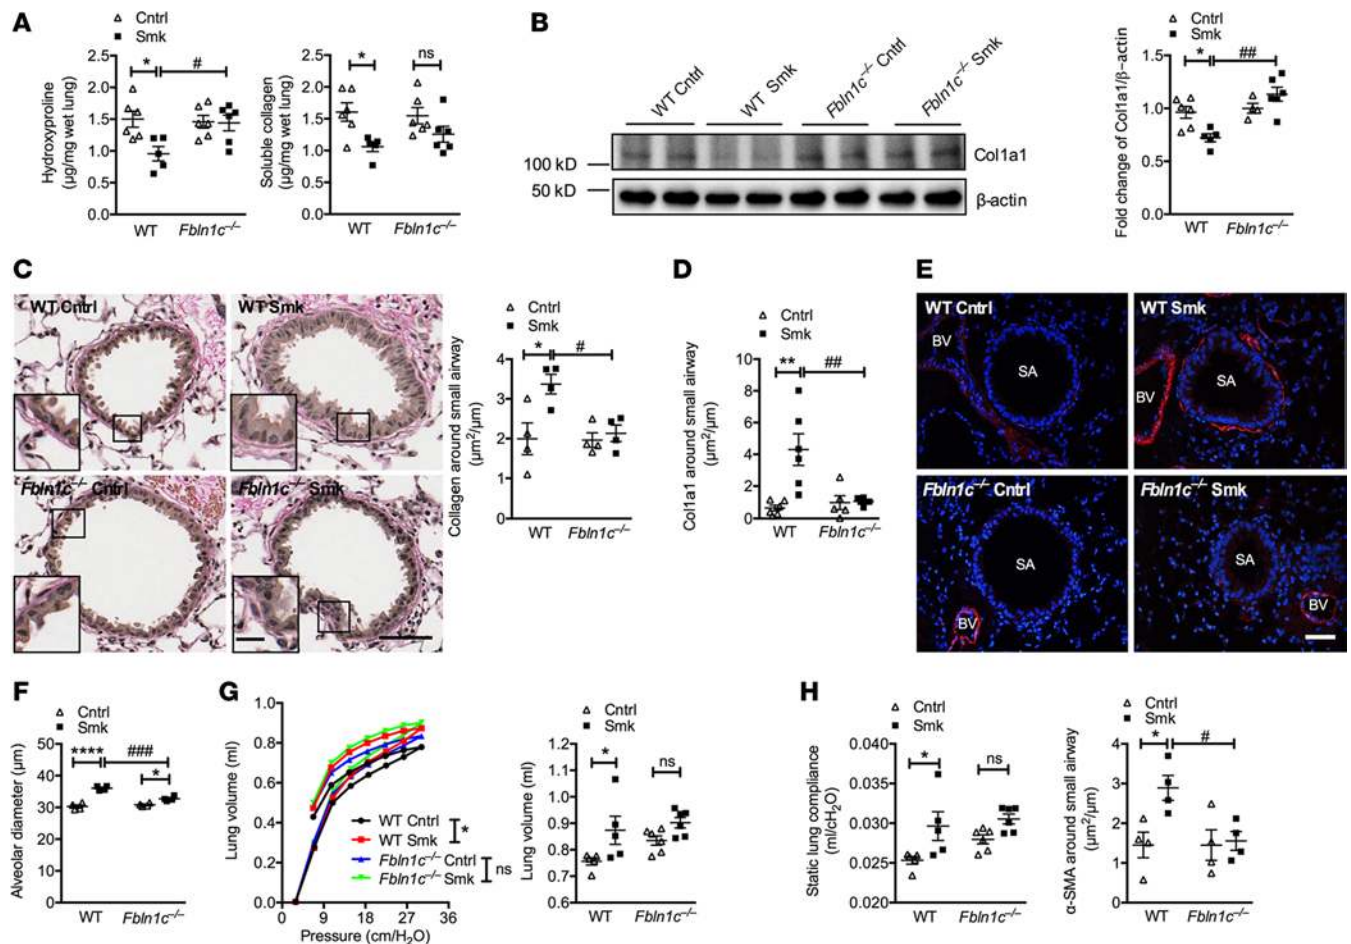 A
△ Cntrl
■ Smk
Hydroxyproline
(µg/mg wet lung)
2.5
2.0
1.5
1.0
1.5
0.0
*
#
WT
Fbln1c⁻/⁻
Soluble collagen
(µg/mg wet lung)
2.5
2.0
1.5
1.0
1.5
0.0
*
ns
WT
Fbln1c⁻/⁻
B
WT Cntrl
WT Smk
Fbln1c⁻/⁻ Cntrl
Fbln1c⁻/⁻ Smk
100 kD
50 kD
Col1a1
β-actin
△ Cntrl
■ Smk
Fold change of Col1a1/β−actin
1.5
1.0
0.5
0.0
*
##
WT
Fbln1c⁻/⁻
C
WT Cntrl
WT Smk
Fbln1c⁻/⁻ Cntrl
Fbln1c⁻/⁻ Smk
△ Cntrl
■ Smk
Collagen around small airway
(µm²/µm)
4
3
2
1
0
*
#
WT
Fbln1c⁻/⁻
D
△ Cntrl
■ Smk
Col1a1 around small airway
(µm²/µm)
10
8
6
4
2
0
**
##
WT
Fbln1c⁻/⁻
E
WT Cntrl
BV
SA
WT Smk
BV
SA
Fbln1c⁻/⁻ Cntrl
SA
BV
Fbln1c⁻/⁻ Smk
SA
BV
F
△ Cntrl
■ Smk
Alveolar diameter (µm)
50
40
30
20
10
0
****
###
*
WT
Fbln1c⁻/⁻
G
Lung volume (ml)
1.0
0.8
0.6
0.4
0.2
0.0
0
9
18
27
36
Pressure (cm/H₂O)
WT Cntrl
WT Smk
*
Fbln1c⁻/⁻ Cntrl
Fbln1c⁻/⁻ Smk
ns
△ Cntrl
■ Smk
Lung volume (ml)
1.2
1.1
1.0
0.9
0.8
0.7
0.6
*
ns
WT
Fbln1c⁻/⁻
H
△ Cntrl
■ Smk
Static lung compliance
(ml/cH₂O)
0.040
0.035
0.030
0.025
0.020
*
ns
WT
Fbln1c⁻/⁻
△ Cntrl
■ Smk
α-SMA around small airway
(µm²/µm)
4
3
2
1
0
*
#
WT
Fbln1c⁻/⁻